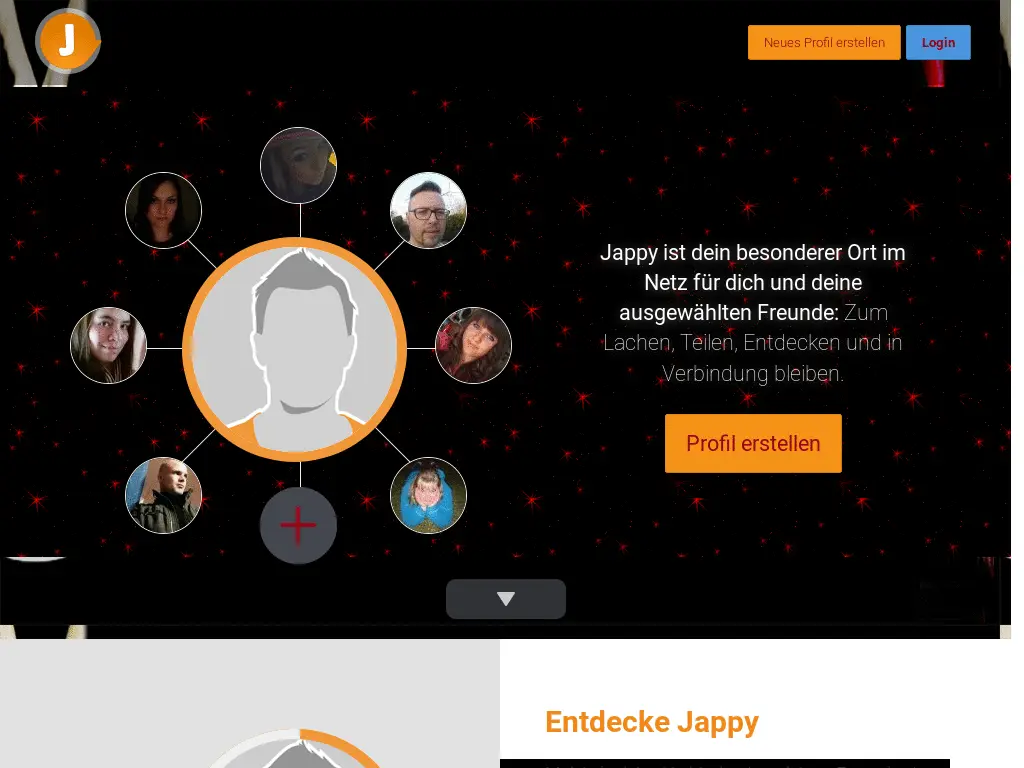 J
Neues Profil erstellen
Login
Jappy ist dein besonderer Ort im
Netz für dich und deine
ausgewählten Freunde: Zum
Lachen, Teilen, Entdecken und in
Verbindung bleiben.
Profil erstellen
Entdecke Jappy